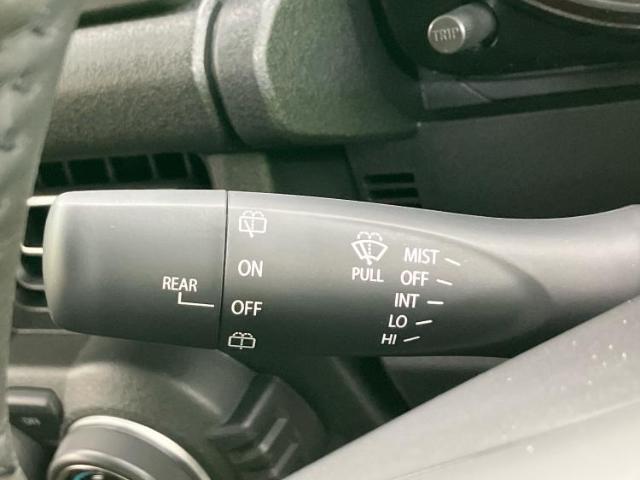 TRIP
REAR
ON
OFF
PULL
MIST
OFF
INT
LO
HI